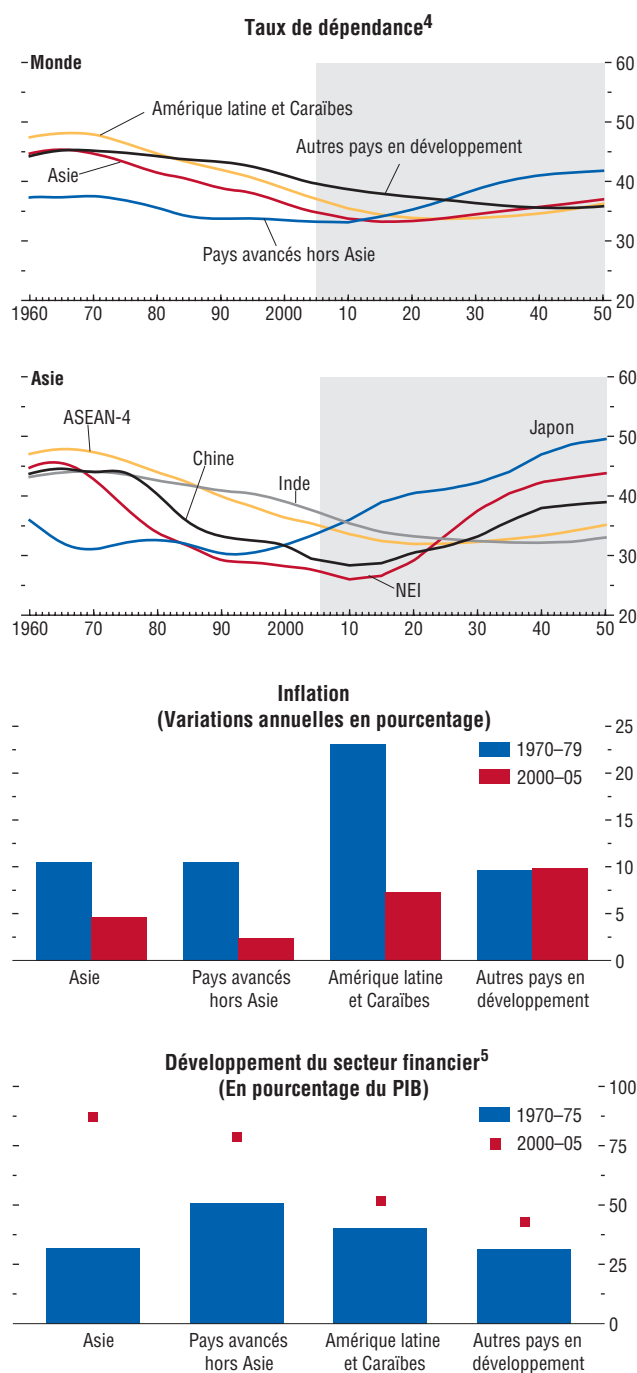 Taux de dépendance4
Monde
60
Amérique latine et Caraïbes
Autres pays en développement
50
Asie
40
Pays avancés hors Asie
30
20
1960 70 80 90 2000 10 20 30 40 50
Asie
60
ASEAN-4
Japon
Chine
50
Inde
40
30
NEI
20
1960 70 80 90 2000 10 20 30 40 50
Inflation
(Variations annuelles en pourcentage)
25
1970–79
2000–05
20
15
10
5
0
Asie Pays avancés Amérique latine Autres pays en
hors Asie et Caraïbes développement
Développement du secteur financier5
(En pourcentage du PIB)
100
1970–75
2000–05
75
50
25
0
Asie Pays avancés Amérique latine Autres pays en
hors Asie et Caraïbes développement